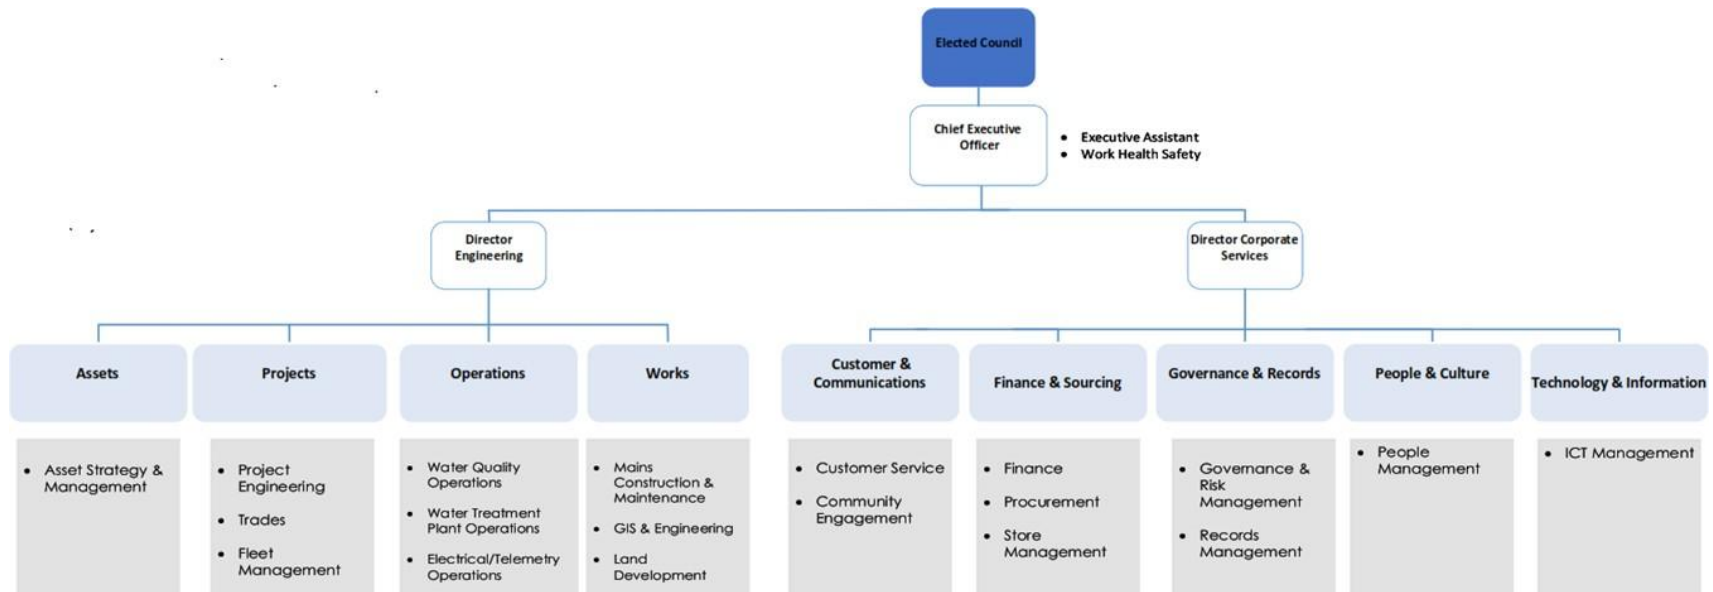 Elected Council
Chief Executive
Officer
• Executive Assistant
• Work Health Safety
Director
Engineering
Director Corporate
Services
Assets
Projects
Operations
Works
Customer &
Communications
Finance & Sourcing
Governance & Records
People & Culture
Technology & Information
• Asset Strategy &
Management
• Project
Engineering
• Trades
• Fleet
Management
• Water Quality
Operations
• Water Treatment
Plant Operations
• Electrical/Telemetry
Operations
• Mains
Construction &
Maintenance
• GIS & Engineering
• Land
Development
• Customer Service
• Community
Engagement
• Finance
• Procurement
• Store
Management
• Governance &
Risk
Management
• Records
Management
• People
Management
• ICT Management